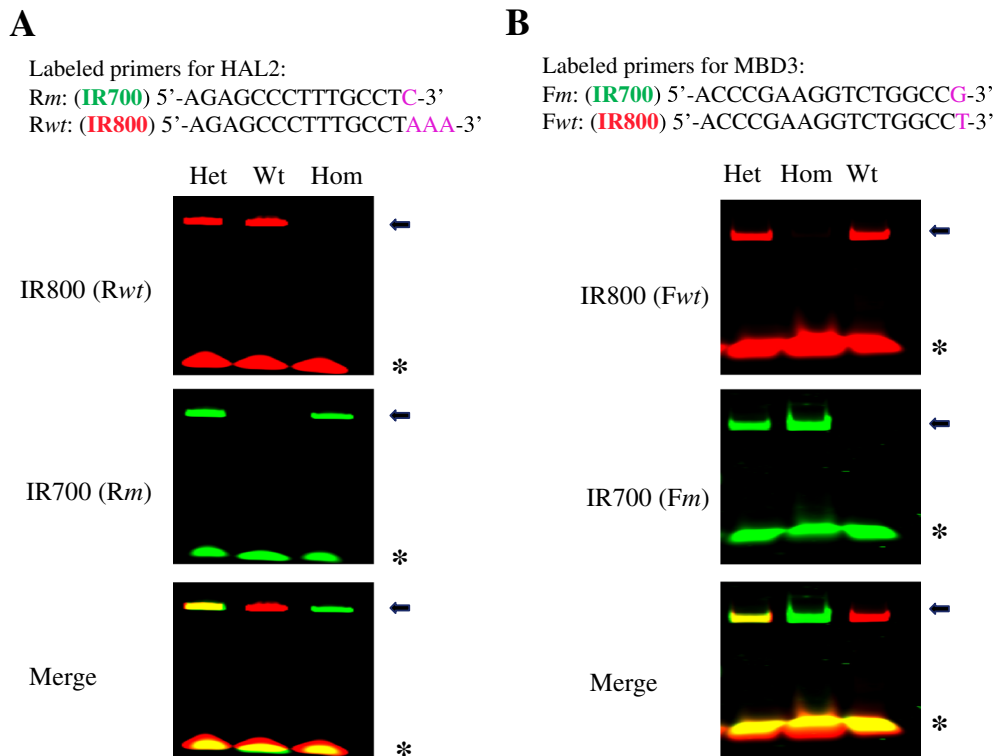 A
Labeled primers for HAL2:
Rm: (IR700) 5’-AGAGCCCTTTGCCTC-3’
Rwt: (IR800) 5’-AGAGCCCTTTGCCTAAA-3’
Het Wt Hom
IR800 (Rwt)
*
IR700 (Rm)
*
Merge
*
B
Labeled primers for MBD3:
Fm: (IR700) 5’-ACCCGAAGGTCTGGCCG-3’
Fwt: (IR800) 5’-ACCCGAAGGTCTGGCCT-3’
Het Hom Wt
IR800 (Fwt)
*
IR700 (Fm)
*
Merge
*